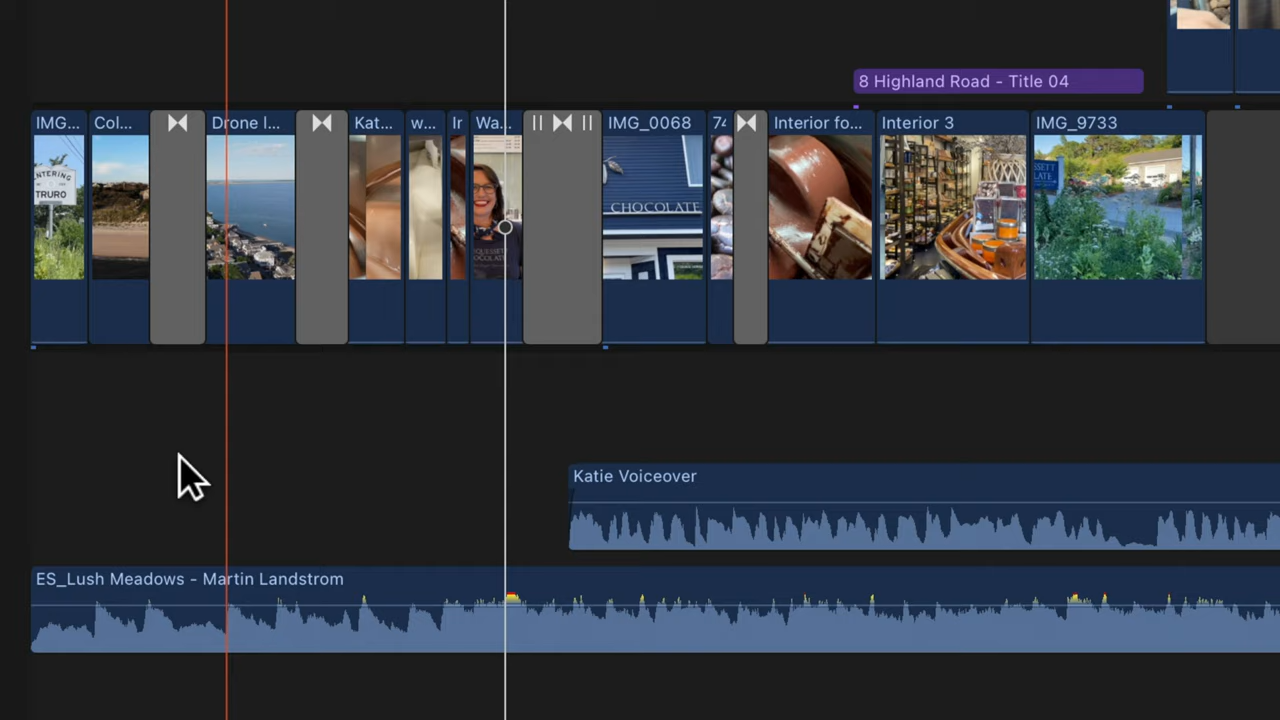 8 Highland Road - Title 04
IMG...
Col...
Drone I...
Kat...
w...
Ir
Wa...
IMG_0068
74
Interior fo...
Interior 3
IMG_9733
ENTERING
TRURO
CHOCOLATE
Katie Voiceover
ES_Lush Meadows - Martin Landstrom